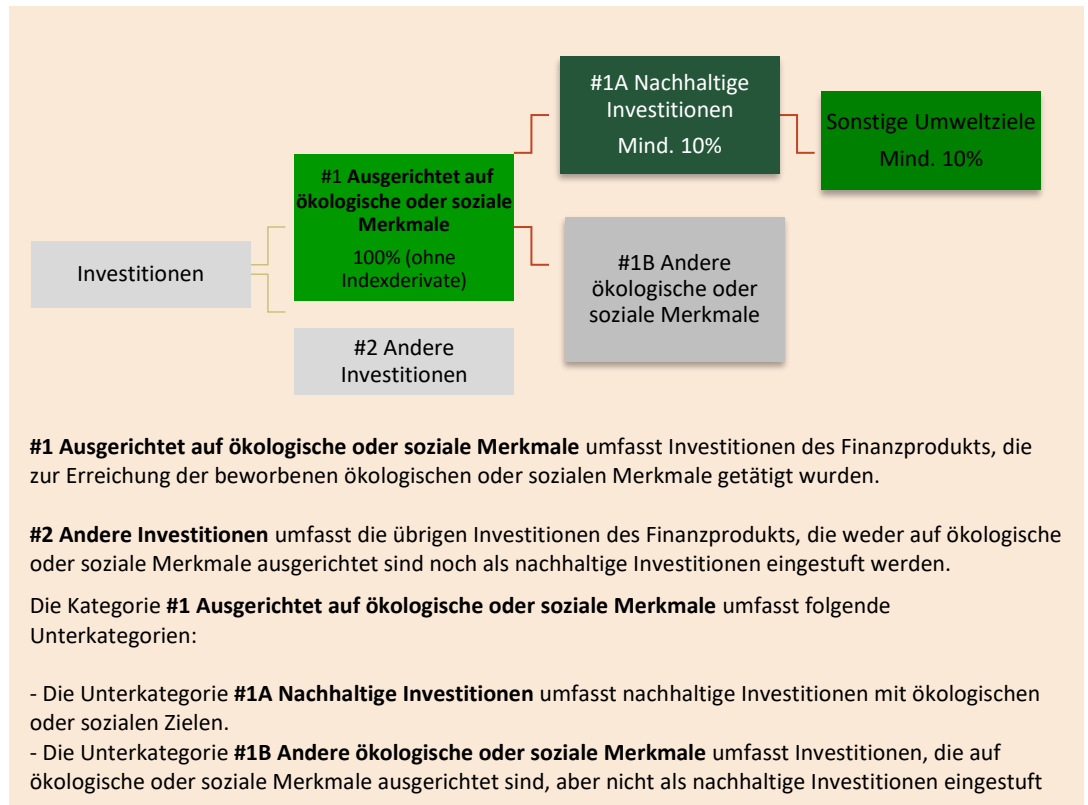 #1A Nachhaltige
Investitionen
Mind. 10%
Sonstige Umweltziele
Mind. 10%
#1 Ausgerichtet auf
ökologische oder soziale
Merkmale
100% (ohne
Indexderivate)
Investitionen
#1B Andere
ökologische oder
soziale Merkmale
#2 Andere
Investitionen
#1 Ausgerichtet auf ökologische oder soziale Merkmale umfasst Investitionen des Finanzprodukts, die
zur Erreichung der beworbenen ökologischen oder sozialen Merkmale getätigt wurden.
#2 Andere Investitionen umfasst die übrigen Investitionen des Finanzprodukts, die weder auf ökologische
oder soziale Merkmale ausgerichtet sind noch als nachhaltige Investitionen eingestuft werden.
Die Kategorie #1 Ausgerichtet auf ökologische oder soziale Merkmale umfasst folgende
Unterkategorien:
- Die Unterkategorie #1A Nachhaltige Investitionen umfasst nachhaltige Investitionen mit ökologischen
oder sozialen Zielen.
- Die Unterkategorie #1B Andere ökologische oder soziale Merkmale umfasst Investitionen, die auf
ökologische oder soziale Merkmale ausgerichtet sind, aber nicht als nachhaltige Investitionen eingestuft